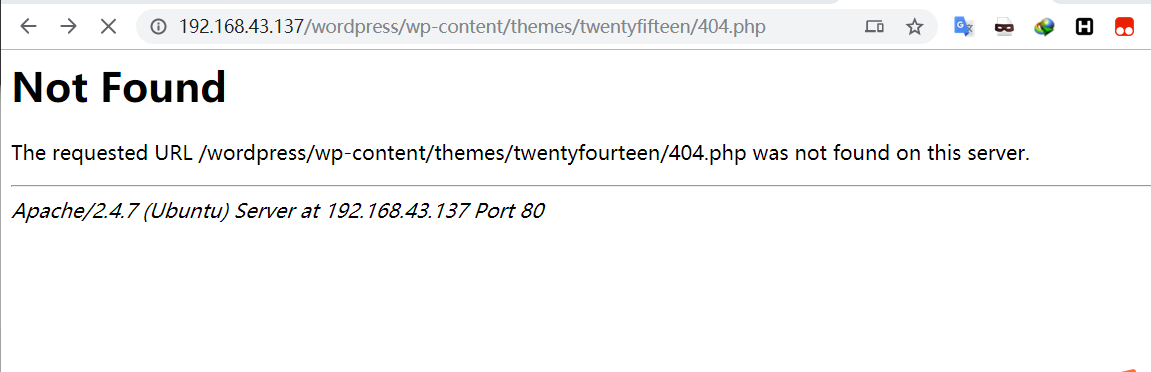 192.168.43.137/wordpress/wp-content/themes/twentyfifteen/404.php
Not Found
The requested URL /wordpress/wp-content/themes/twentyfourteen/404.php was not found on this server.
Apache/2.4.7 (Ubuntu) Server at 192.168.43.137 Port 80